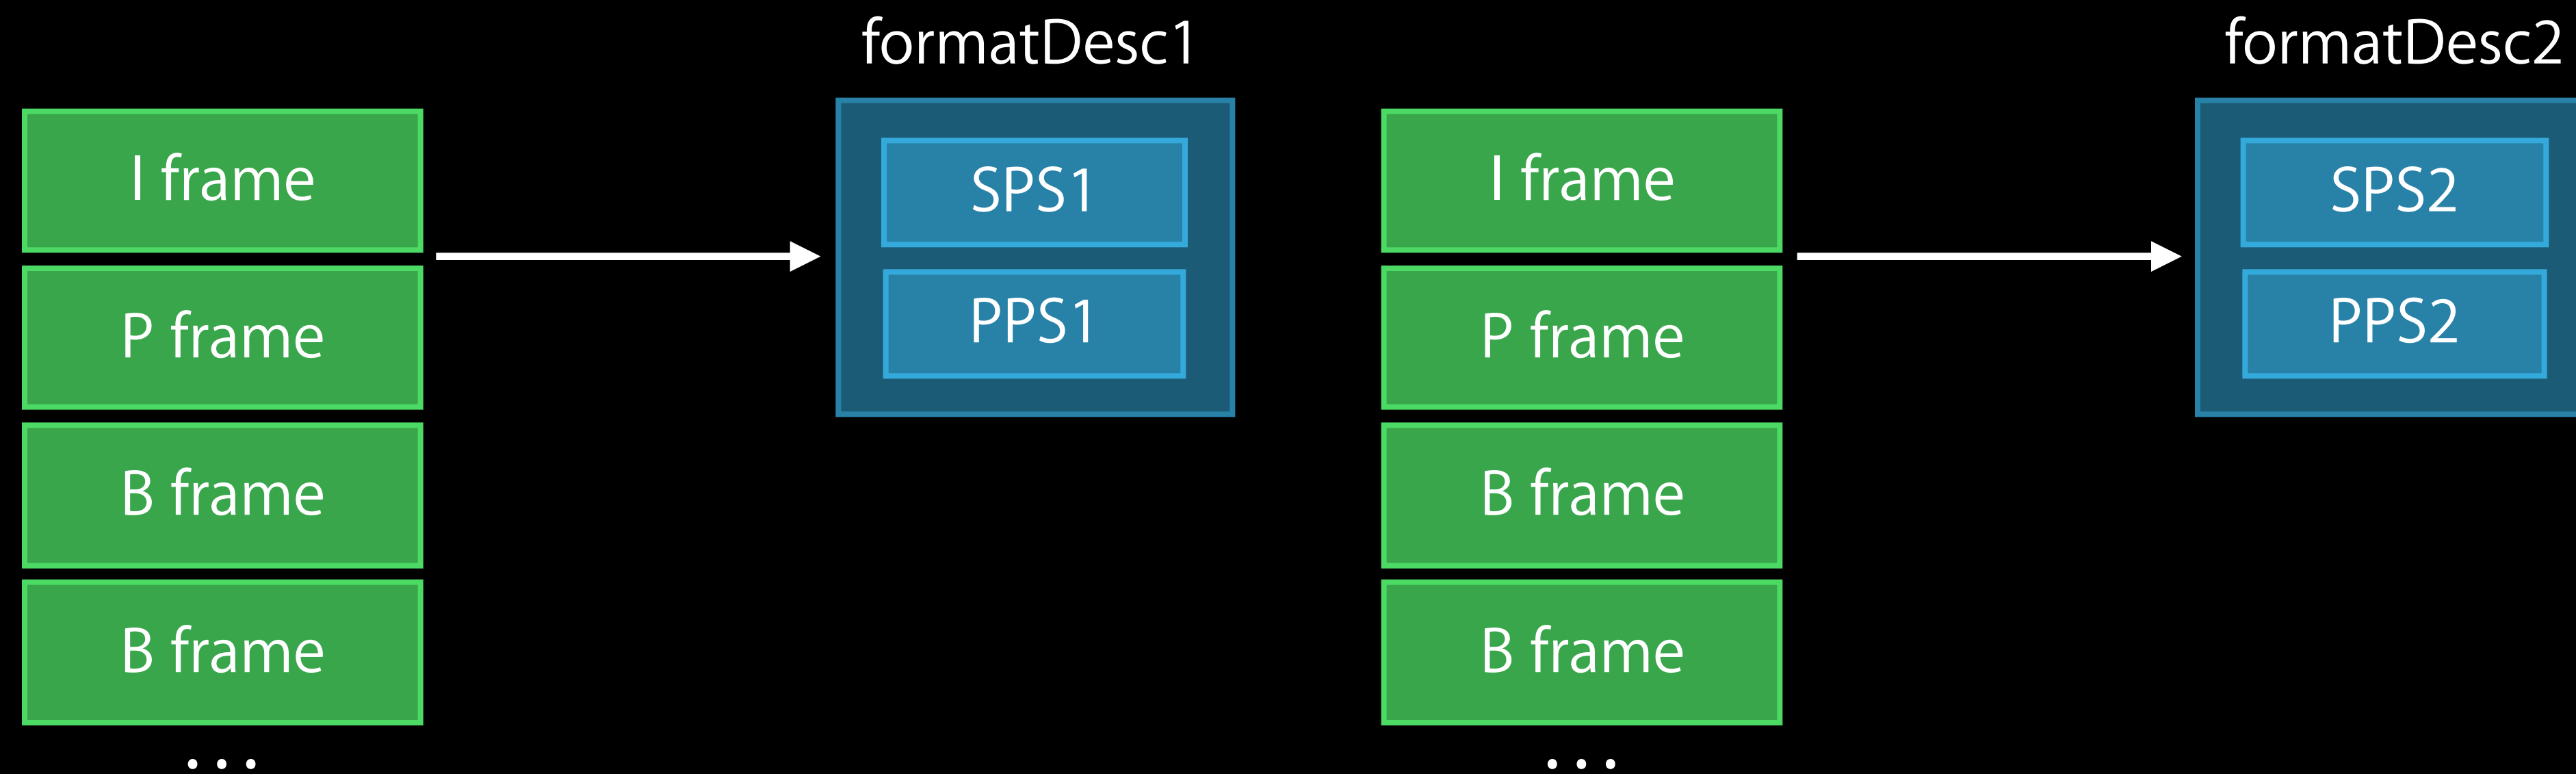 formatDesc1
I frame
P frame
B frame
B frame
...
SPS1
PPS1
formatDesc2
I frame
P frame
B frame
B frame
...
SPS2
PPS2